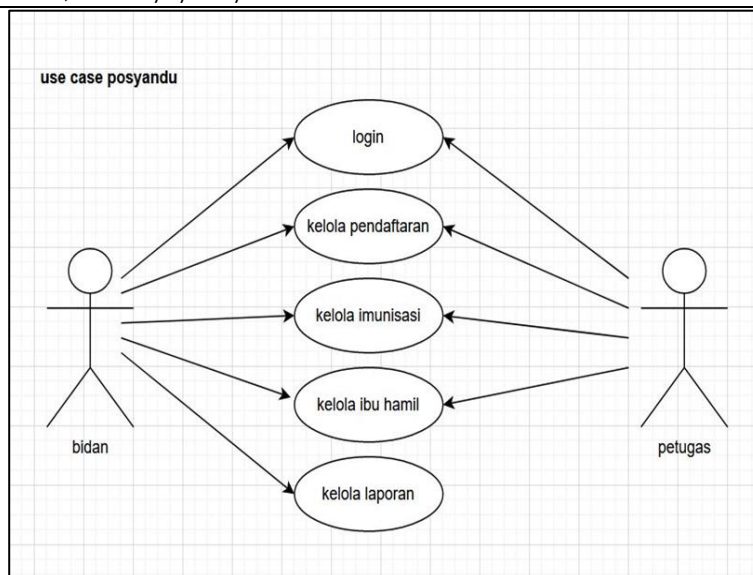 use case posyandu
login
kelola pendaftaran
kelola imunisasi
kelola ibu hamil
kelola laporan
bidan
petugas